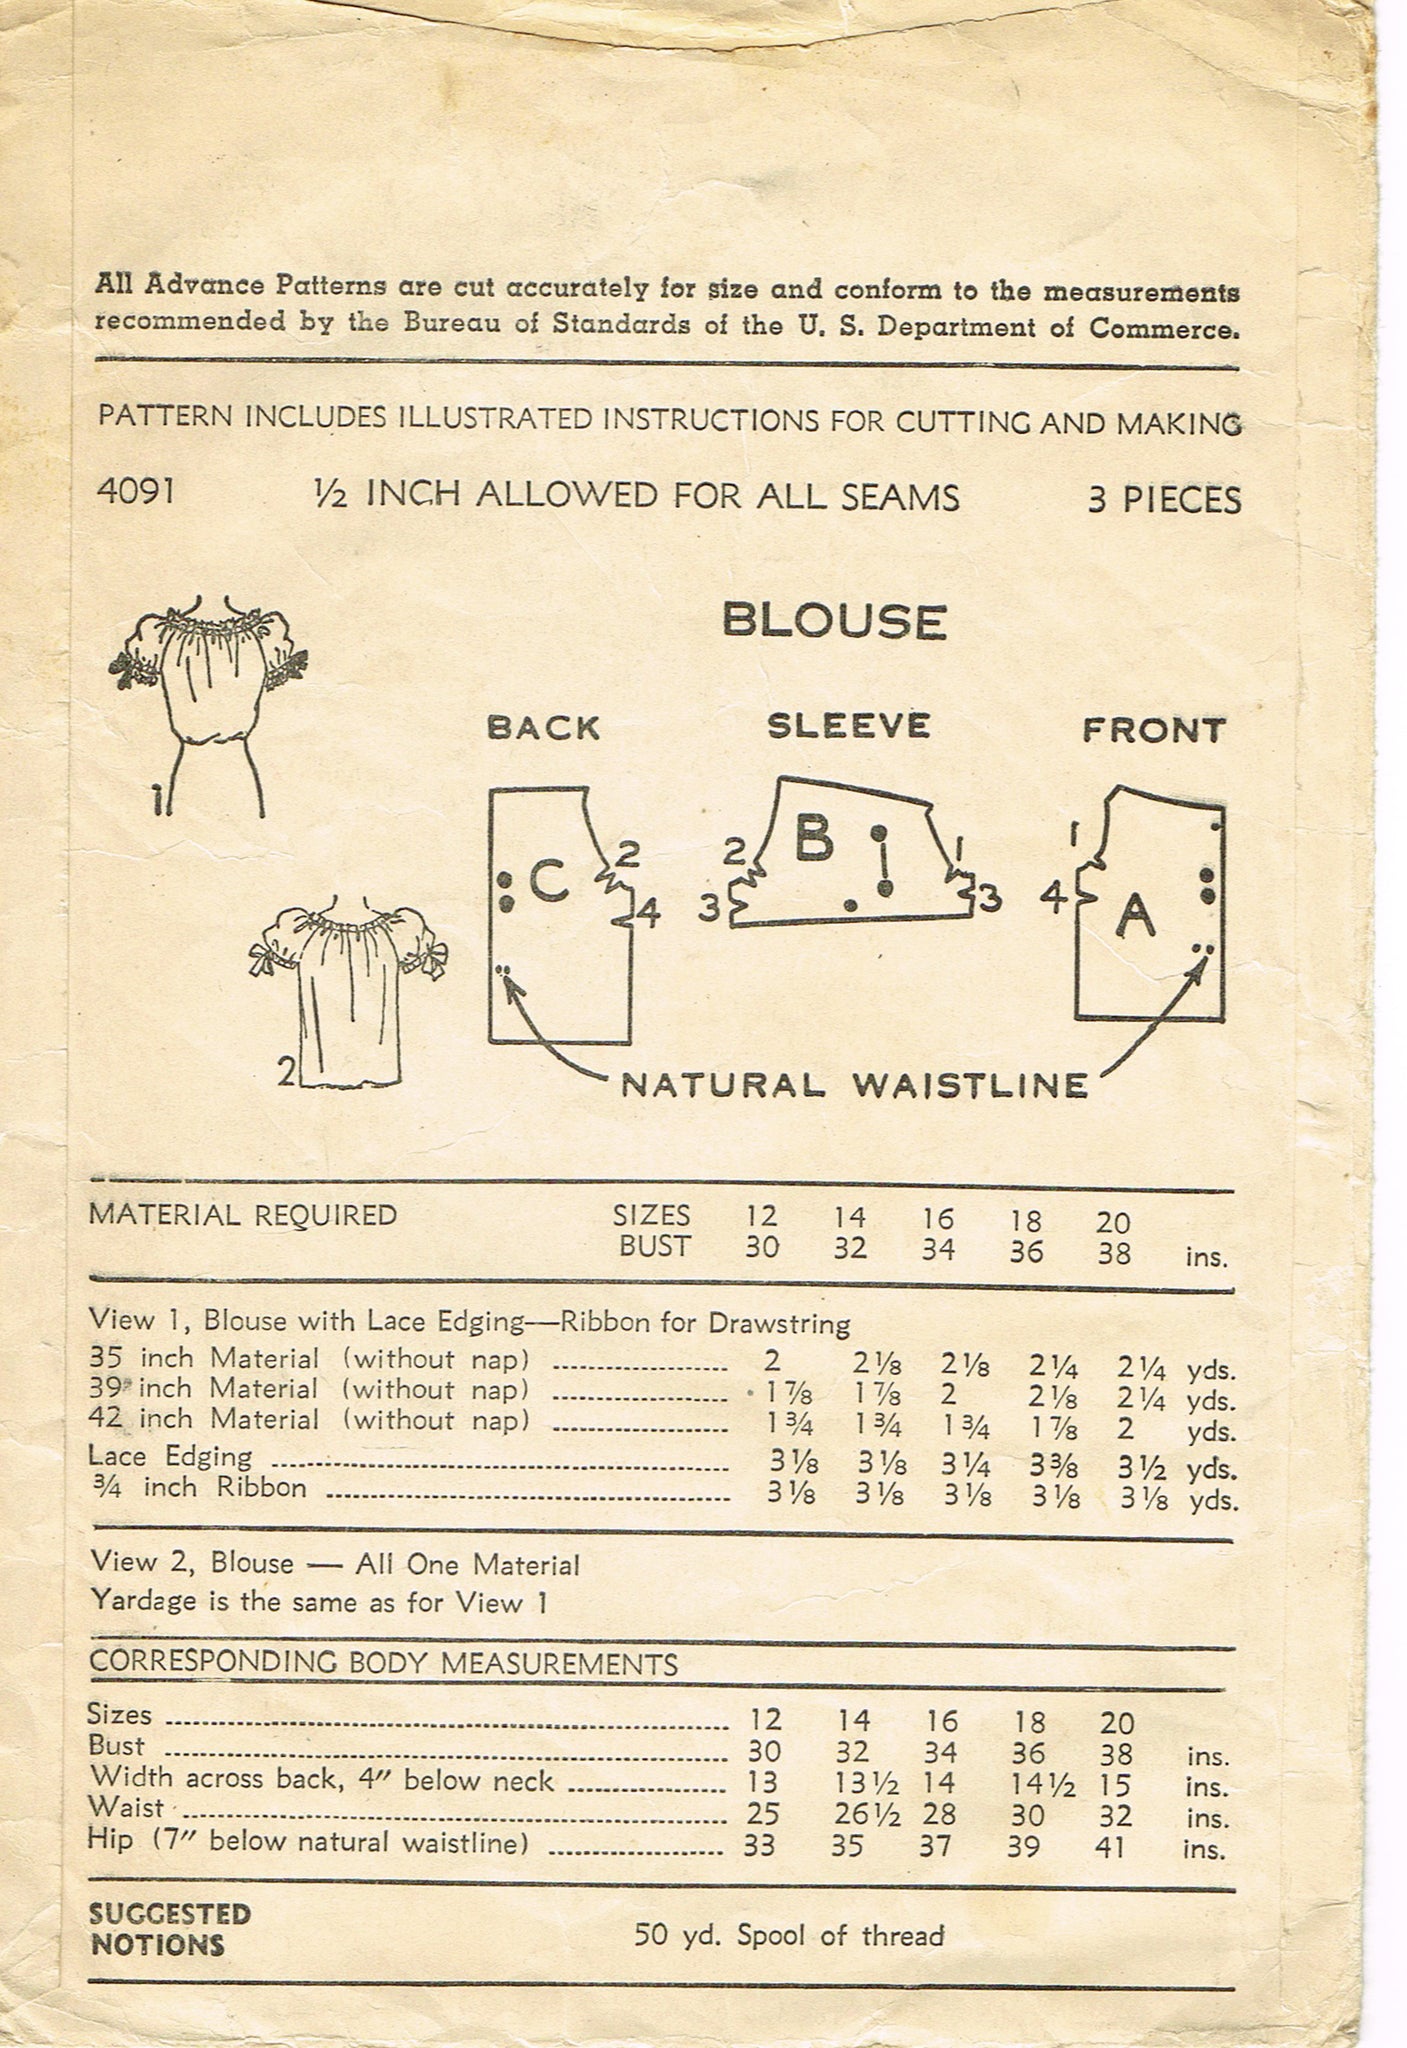 All Advance Patterns are cut accurately for size and conform to the measurements
recommended by the Bureau of Standards of the U. S. Department of Commerce.
PATTERN INCLUDES ILLUSTRATED INSTRUCTIONS FOR CUTTING AND MAKING
4091 ½ INCH ALLOWED FOR ALL SEAMS 3 PIECES
BLOUSE
BACK SLEEVE FRONT
1
C 2 4
2 3 B 1 3
1 4 A
2
NATURAL WAISTLINE
MATERIAL REQUIRED SIZES 12 14 16 18 20
BUST 30 32 34 36 38 ins.
View 1, Blouse with Lace Edging—Ribbon for Drawstring
35 inch Material (without nap) ........ 2 2⅛ 2⅛ 2¼ 2¼ yds.
39 inch Material (without nap) ........ 1⅞ 1⅞ 2 2⅛ 2¼ yds.
42 inch Material (without nap) ........ 1¾ 1¾ 1¾ 1⅞ 2 yds.
Lace Edging ........ 3⅛ 3⅛ 3¼ 3⅜ 3½ yds.
¾ inch Ribbon ........ 3⅛ 3⅛ 3⅛ 3⅛ 3⅛ yds.
View 2, Blouse — All One Material
Yardage is the same as for View 1
CORRESPONDING BODY MEASUREMENTS
Sizes ........ 12 14 16 18 20
Bust ........ 30 32 34 36 38 ins.
Width across back, 4″ below neck ........ 13 13½ 14 14½ 15 ins.
Waist ........ 25 26½ 28 30 32 ins.
Hip (7″ below natural waistline) ........ 33 35 37 39 41 ins.
SUGGESTED
NOTIONS
50 yd. Spool of thread